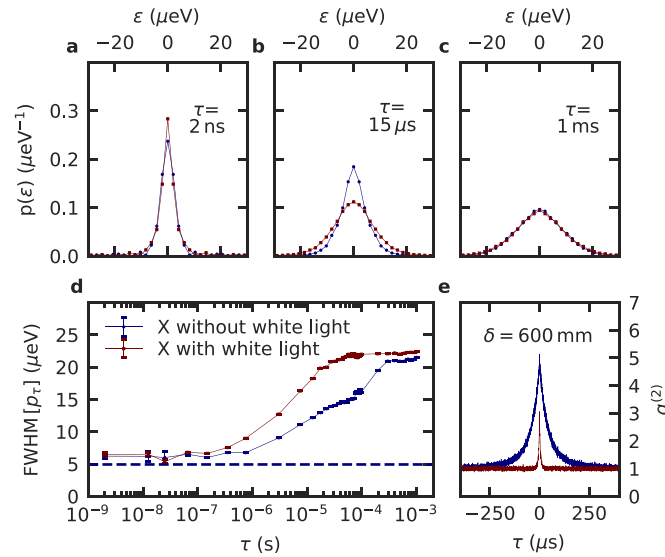 ε (µeV) ε (µeV) ε (µeV)
−20 0 20 −20 0 20 −20 0 20
a b c
p(ε) (µeV⁻¹)
0.4
0.3
0.2
0.1
0.0
τ=
2 ns
τ=
15 µs
τ=
1 ms
d
FWHM [pτ] (µeV)
25
20
15
10
5
0
X without white light
X with white light
10⁻⁹ 10⁻⁸ 10⁻⁷ 10⁻⁶ 10⁻⁵ 10⁻⁴ 10⁻³
τ (s)
e
δ = 600 mm
7
6
5
4
3
2
1
0
g⁽²⁾
−250 0 250
τ (µs)